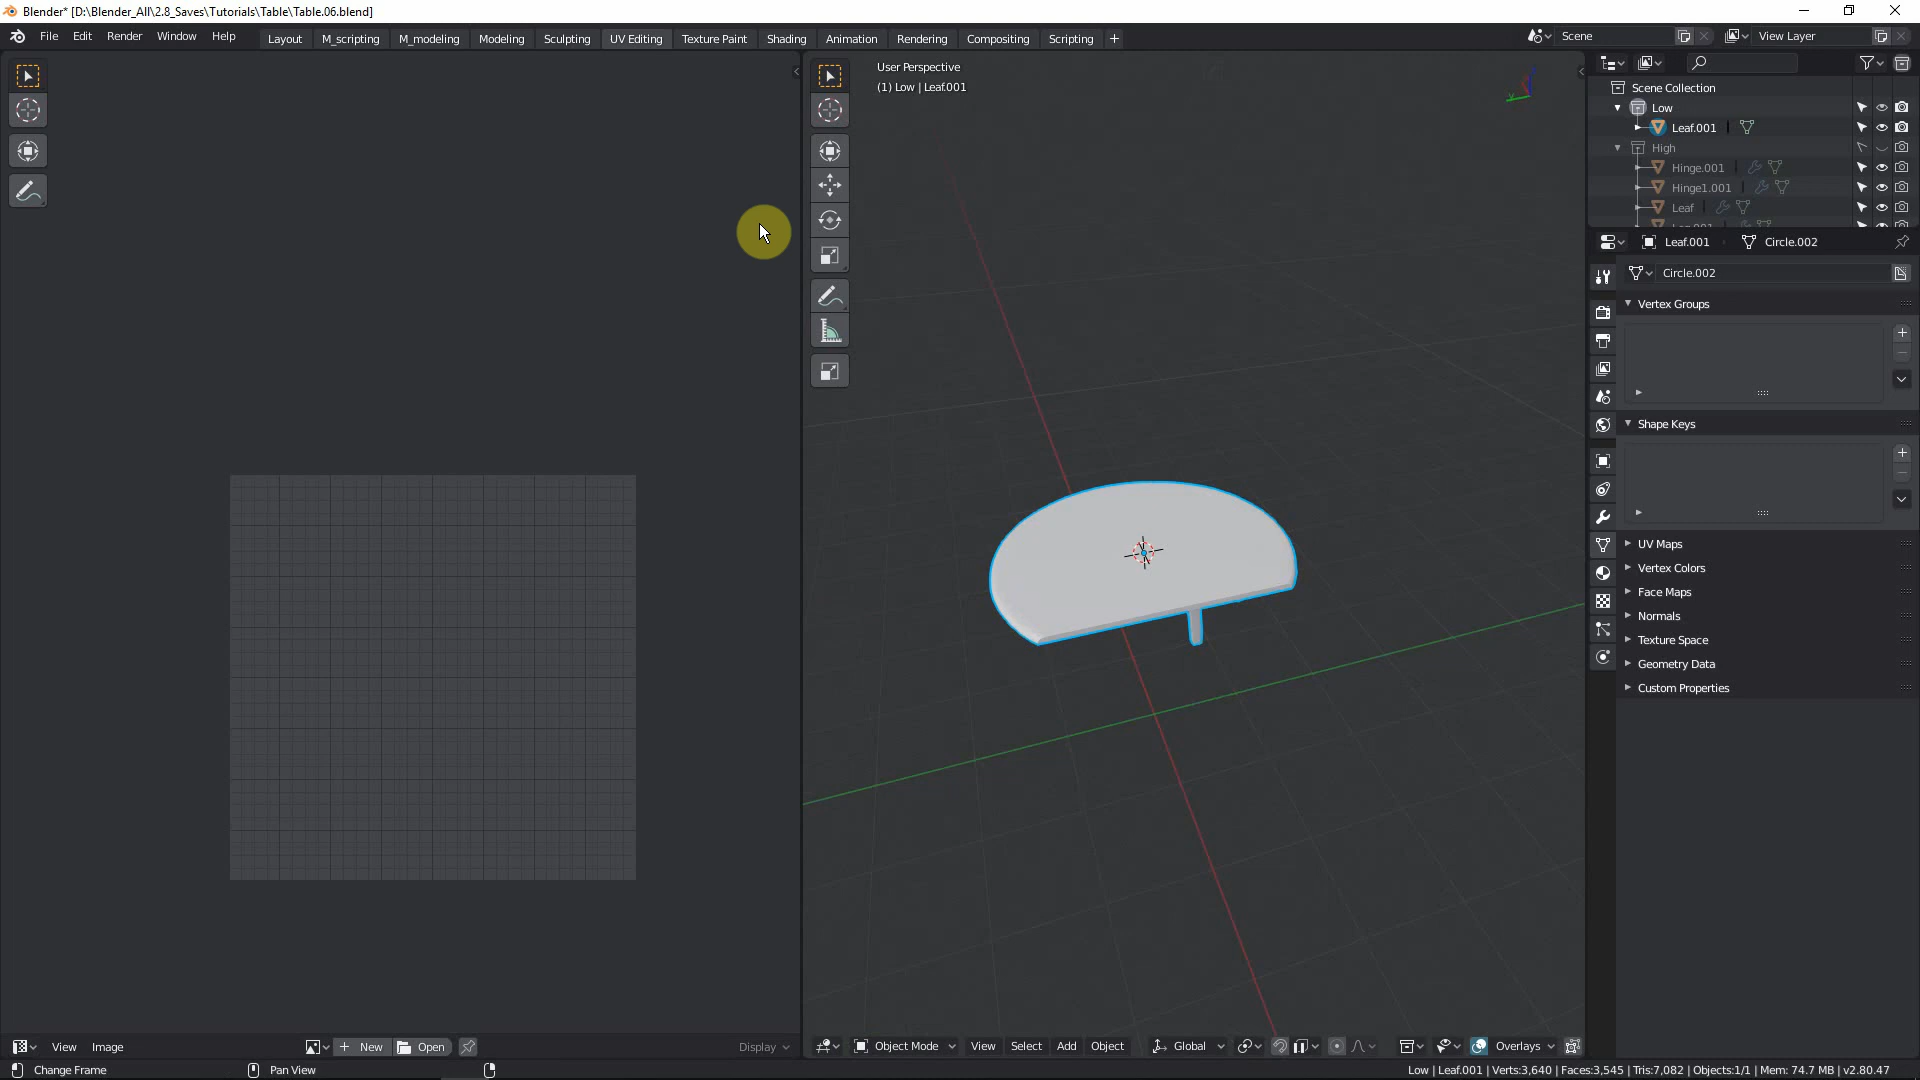 Blender* [D:\Blender_All\2.8_Saves\Tutorials\Table\Table.06.blend]
File Edit Render Window Help Layout M_scripting M_modeling Modeling Sculpting UV Editing Texture Paint Shading Animation Rendering Compositing Scripting + Scene View Layer
User Perspective
(1) Low | Leaf.001
Scene Collection
Low
Leaf.001
High
Hinge.001
Hinge1.001
Leaf
Leaf.001 Circle.002
Circle.002
Vertex Groups
Shape Keys
UV Maps
Vertex Colors
Face Maps
Normals
Texture Space
Geometry Data
Custom Properties
View Image + New Open Display
Object Mode View Select Add Object Global Overlays
Change Frame Pan View
Low | Leaf.001 | Verts:3,640 | Faces:3,545 | Tris:7,082 | Objects:1/1 | Mem: 74.7 MB | v2.80.47